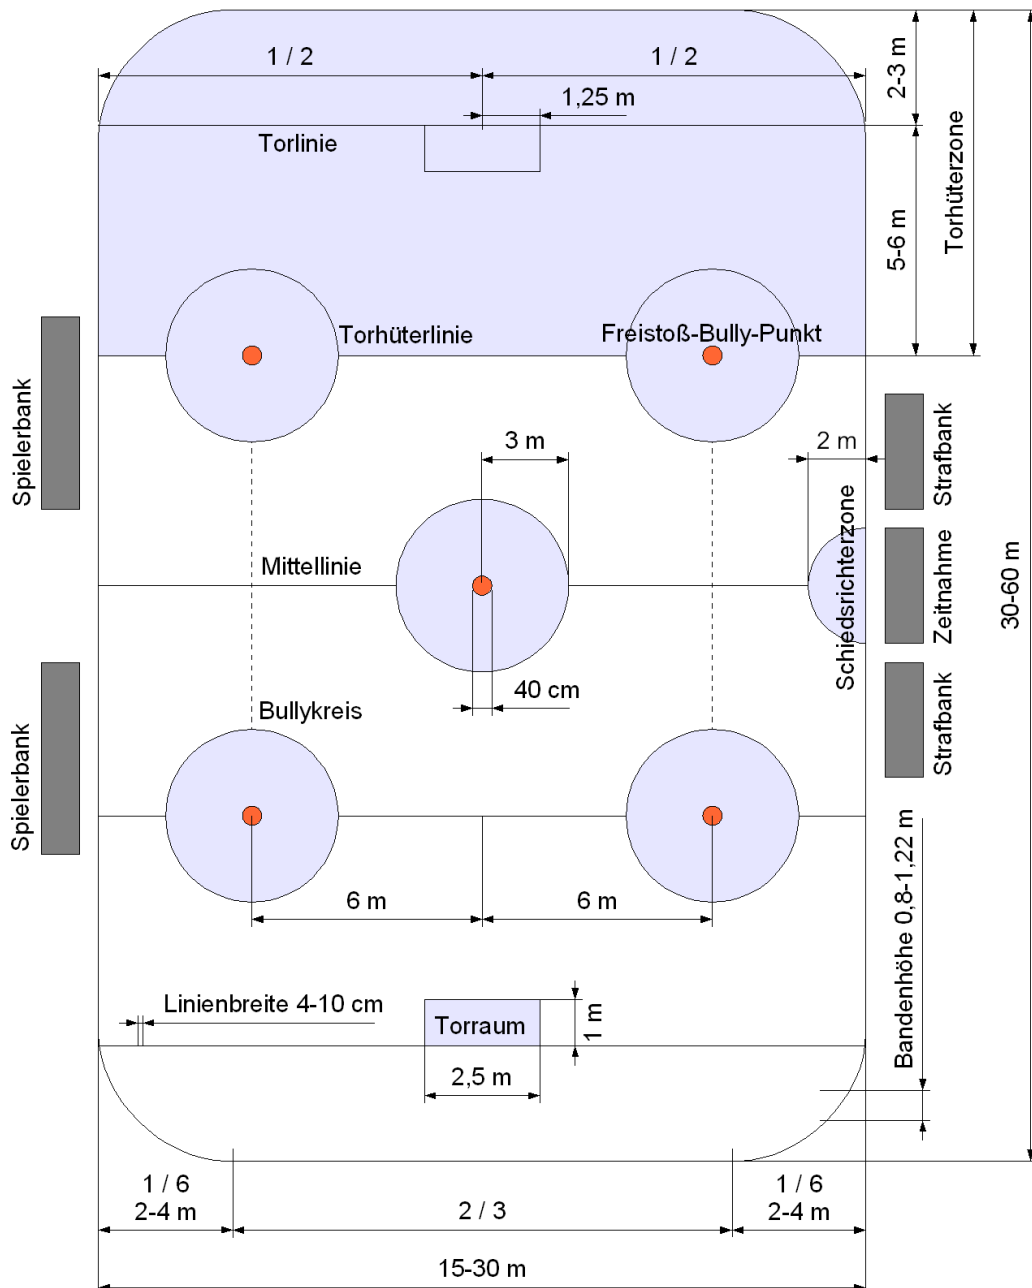 1 / 2
1 / 2
2-3 m
1,25 m
Torlinie
Torhüterzone
5-6 m
Torhüterlinie
Freistoß-Bully-Punkt
Spielerbank
3 m
2 m
Strafbank
Schiedsrichterzone
Mittellinie
Zeitnahme
30-60 m
40 cm
Bullykreis
Spielerbank
Strafbank
6 m
6 m
Bandenhöhe 0,8-1,22 m
Linienbreite 4-10 cm
Torraum
1 m
2,5 m
1 / 6
2-4 m
2 / 3
1 / 6
2-4 m
15-30 m